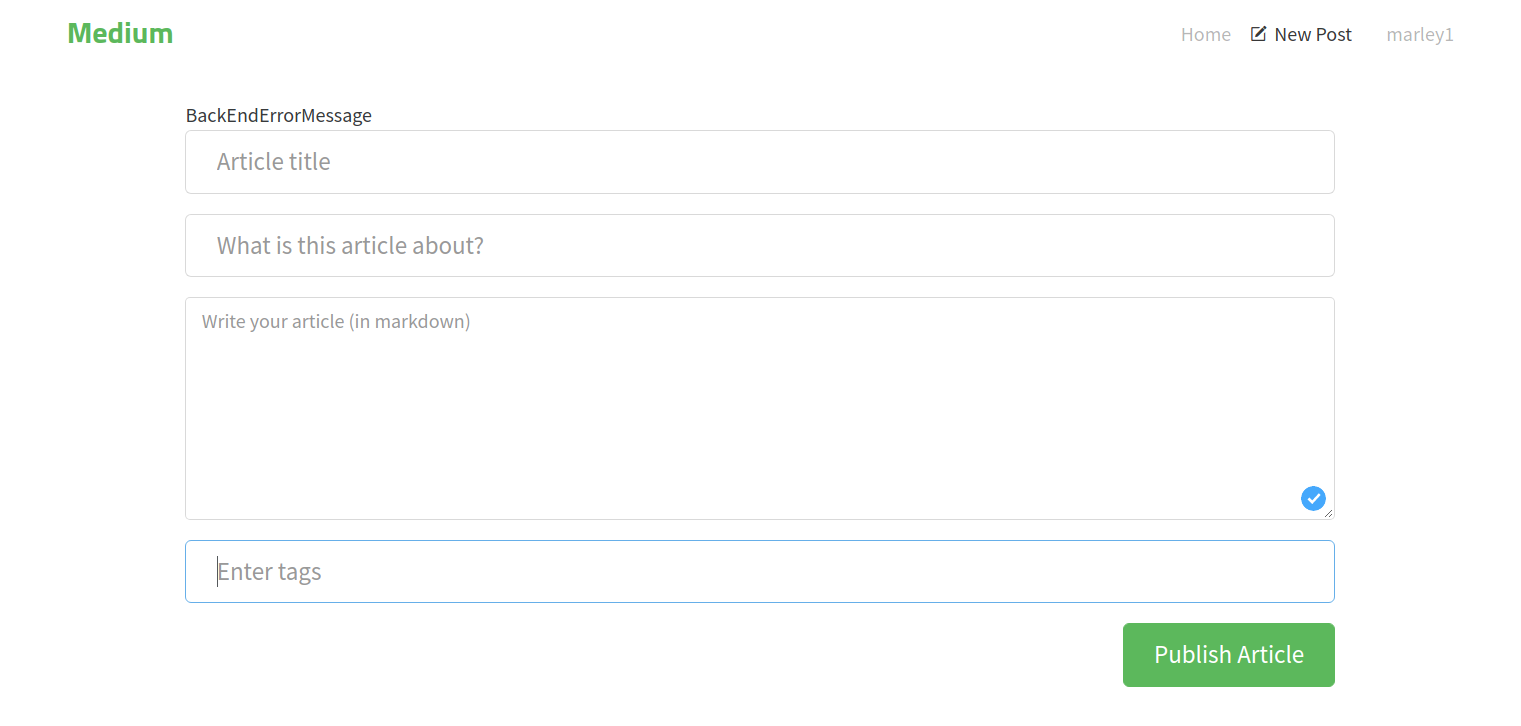 Medium
Home New Post marley1
BackEndErrorMessage
Article title
What is this article about?
Write your article (in markdown)
Enter tags
Publish Article